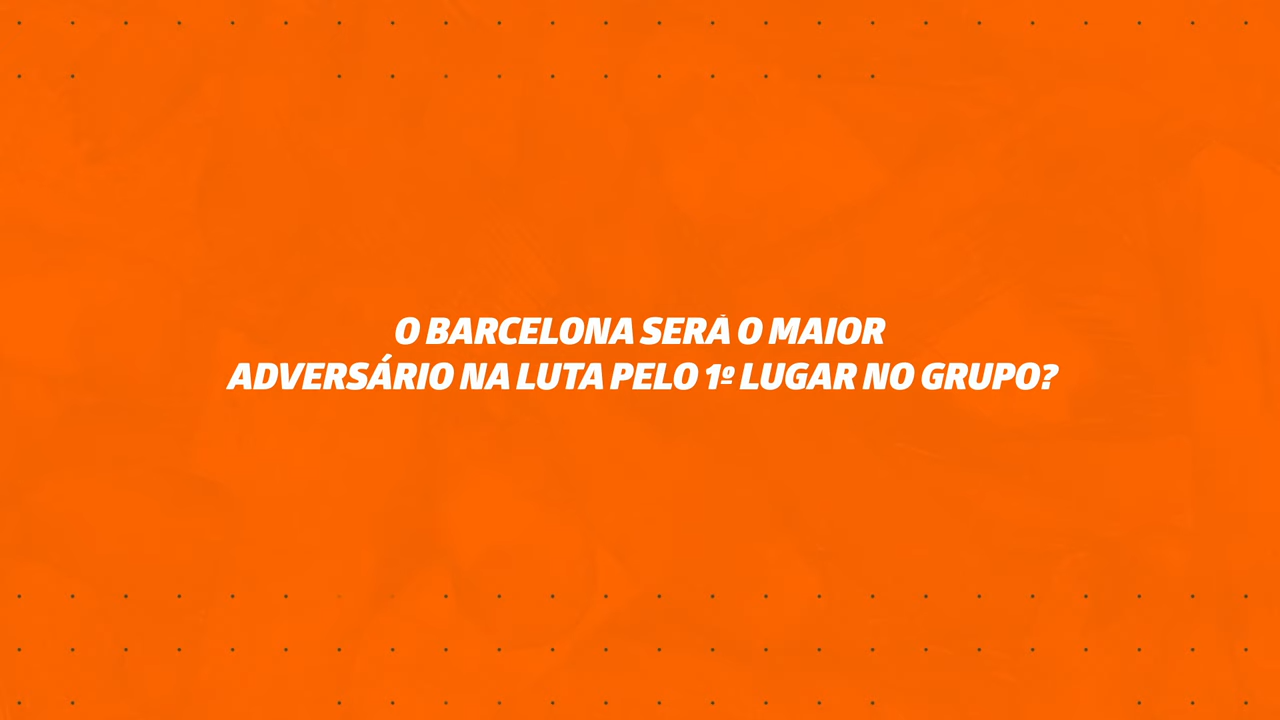 O BARCELONA SERÁ O MAIOR
ADVERSÁRIO NA LUTA PELO 1º LUGAR NO GRUPO?